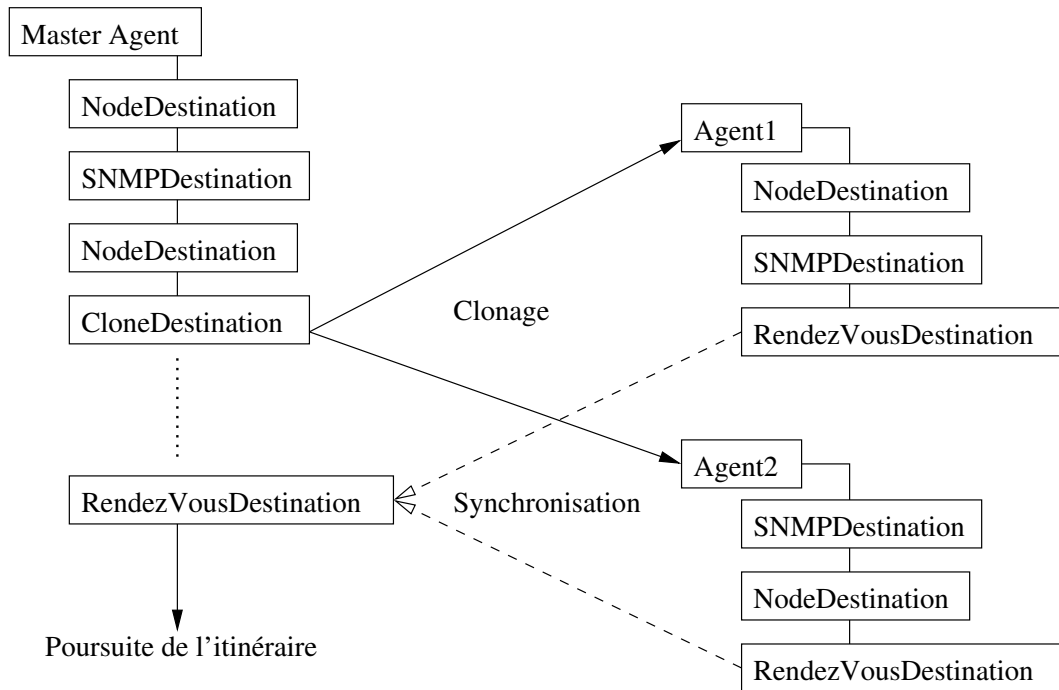 Master Agent
NodeDestination
SNMPDestination
NodeDestination
CloneDestination
RendezVousDestination
Poursuite de l'itinéraire
Clonage
Synchronisation
Agent1
NodeDestination
SNMPDestination
RendezVousDestination
Agent2
SNMPDestination
NodeDestination
RendezVousDestination